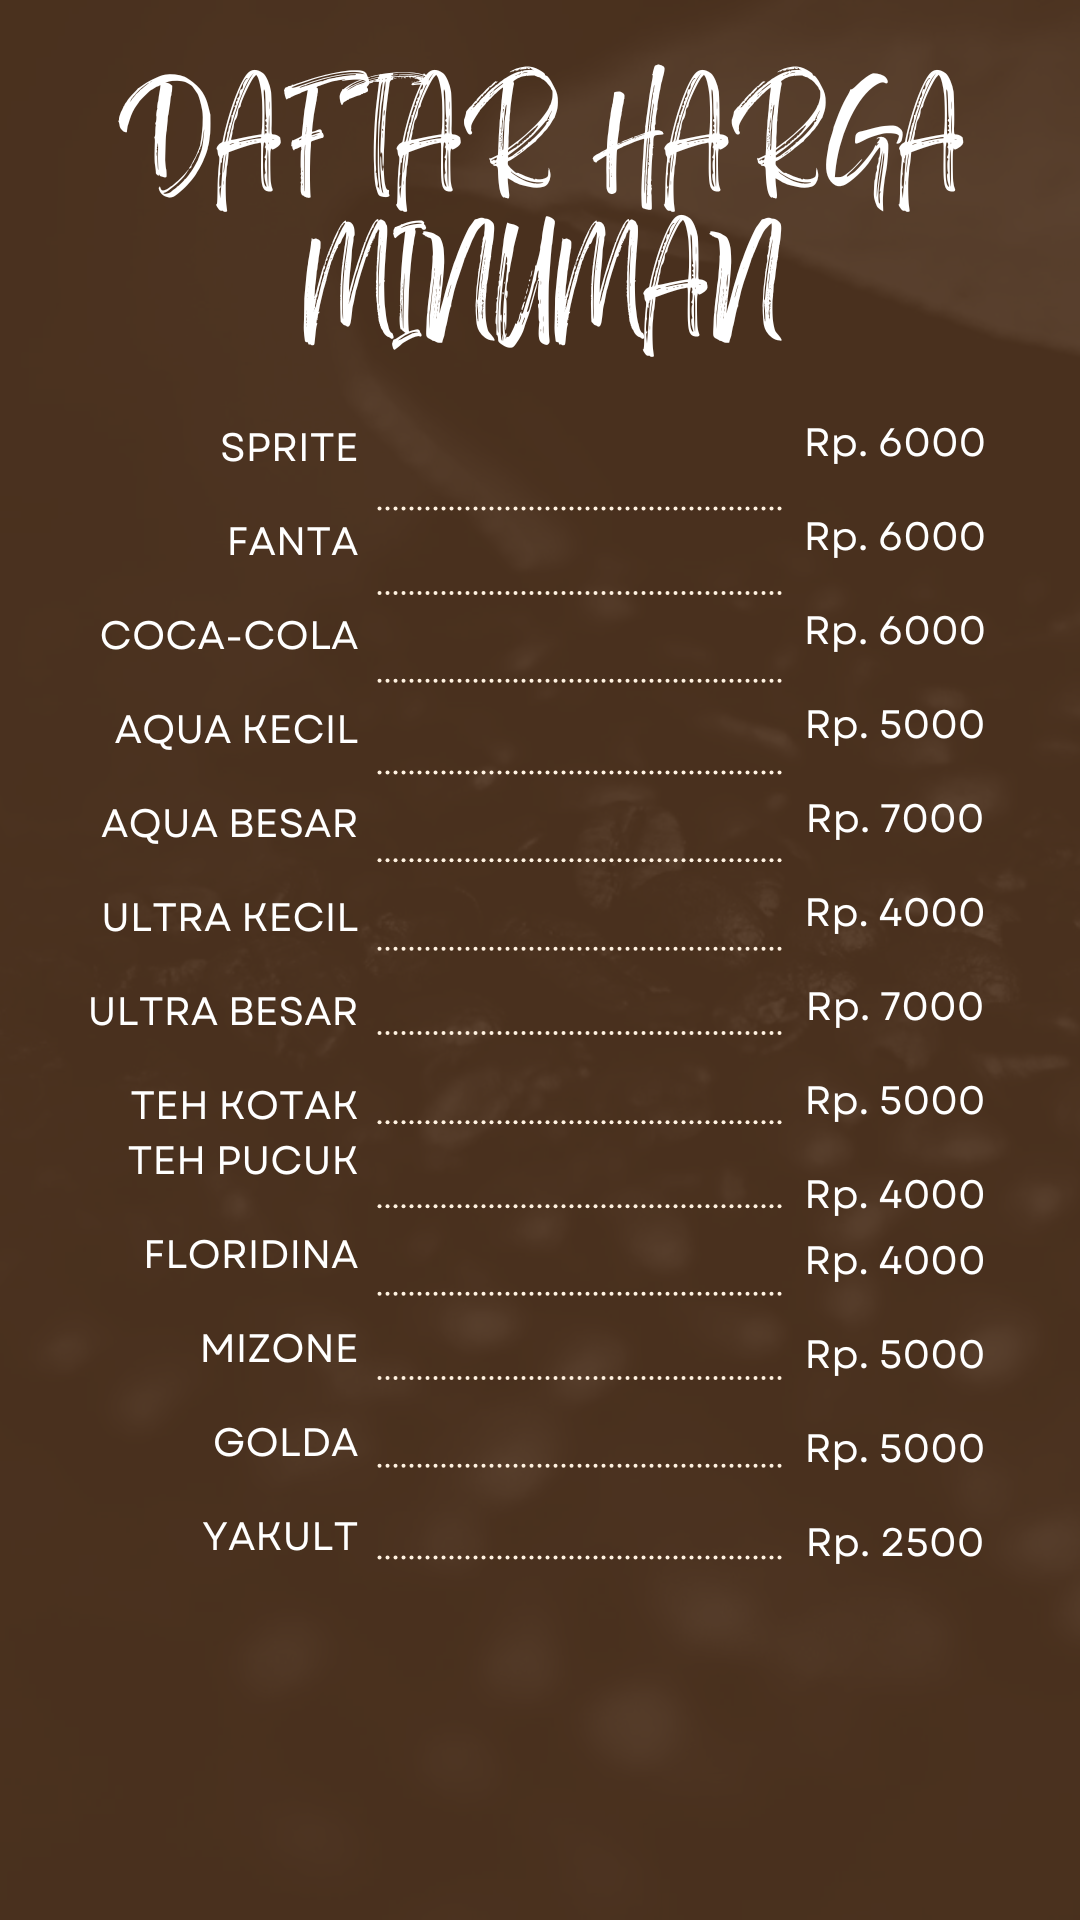 DAFTAR HARGA
MINUMAN
SPRITE ........ Rp. 6000
FANTA ........ Rp. 6000
COCA-COLA ........ Rp. 6000
AQUA KECIL ........ Rp. 5000
AQUA BESAR ........ Rp. 7000
ULTRA KECIL ........ Rp. 4000
ULTRA BESAR ........ Rp. 7000
TEH KOTAK ........ Rp. 5000
TEH PUCUK ........ Rp. 4000
FLORIDINA ........ Rp. 4000
MIZONE ........ Rp. 5000
GOLDA ........ Rp. 5000
YAKULT ........ Rp. 2500